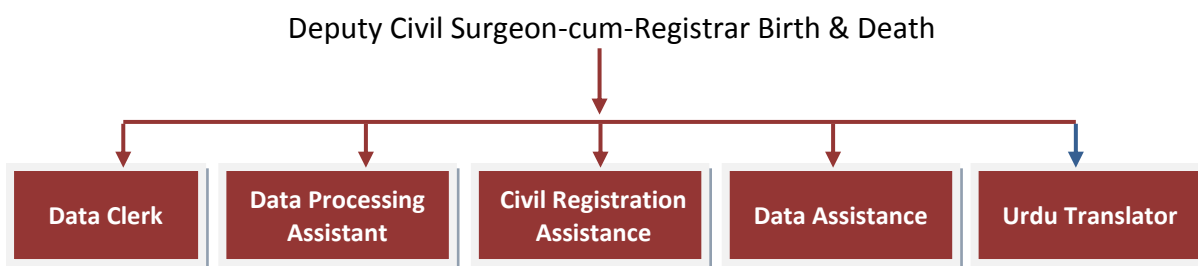 Deputy Civil Surgeon-cum-Registrar Birth & Death
Data Clerk
Data Processing
Assistant
Civil Registration
Assistance
Data Assistance
Urdu Translator